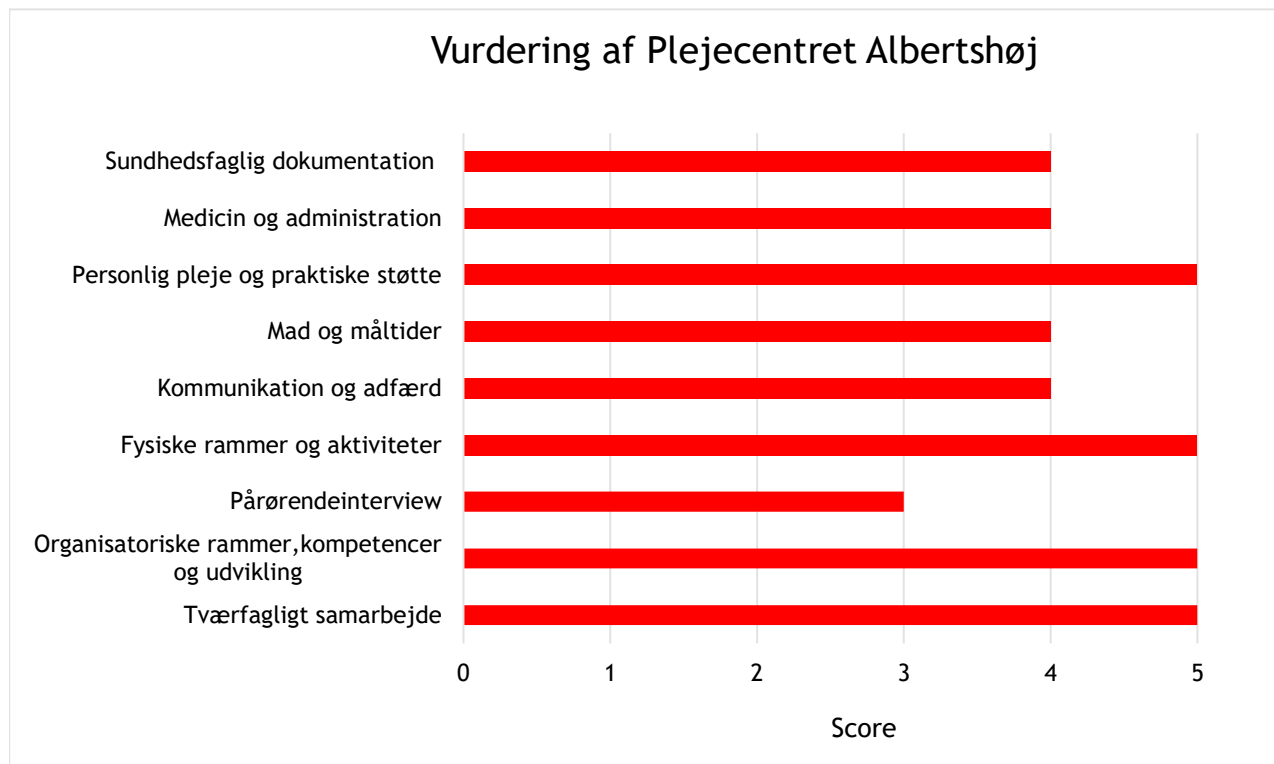 Vurdering af Plejecentret Albertshøj
Sundhedsfaglig dokumentation
Medicin og administration
Personlig pleje og praktiske støtte
Mad og måltider
Kommunikation og adfærd
Fysiske rammer og aktiviteter
Pårørendeinterview
Organisatoriske rammer,kompetencer
og udvikling
Tværfagligt samarbejde
0 1 2 3 4 5
Score